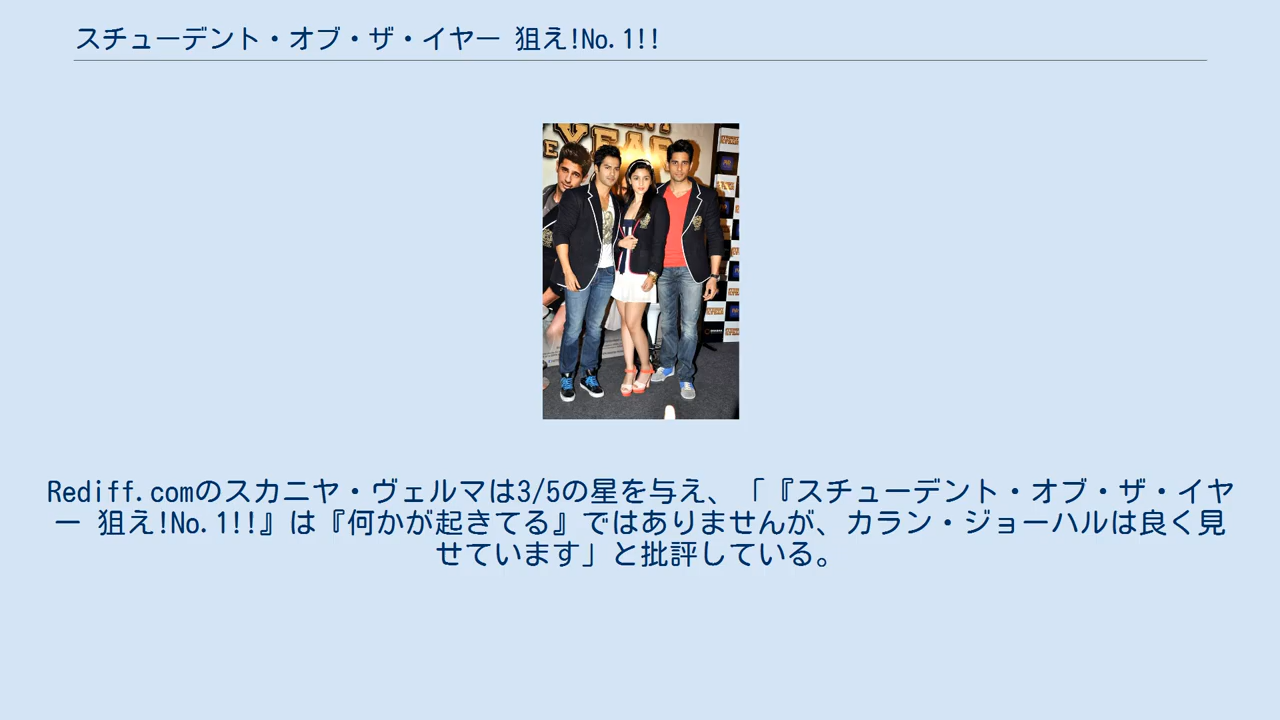 スチューデント・オブ・ザ・イヤー 狙え!No.1!!
YEAR
Rediff.comのスカニヤ・ヴェルマは3/5の星を与え、「『スチューデント・オブ・ザ・イヤ
ー 狙え!No.1!!』は『何かが起きてる』ではありませんが、カラン・ジョーハルは良く見
せています」と批評している。